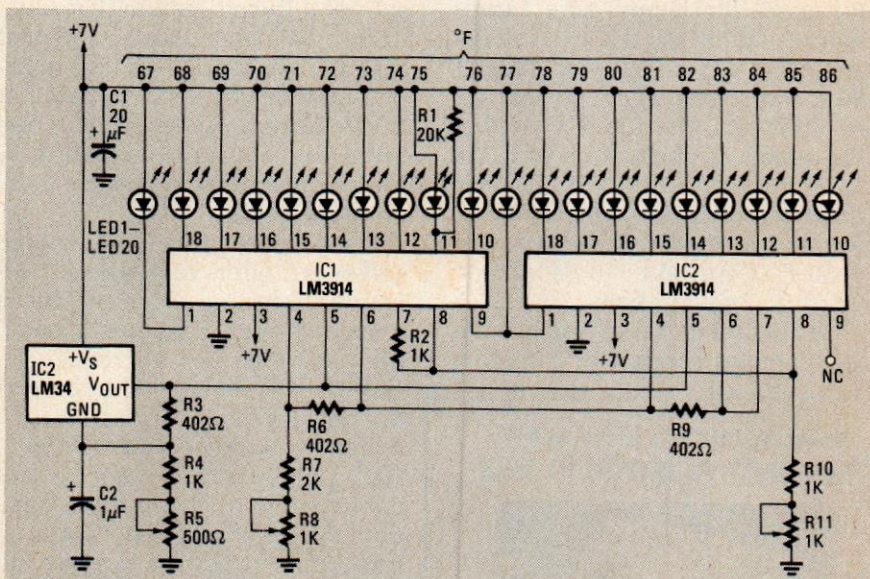 +7V
°F
67 68 69 70 71 72 73 74 75 76 77 78 79 80 81 82 83 84 85 86
C1
20
µF
+
R1
20K
LED1–
LED20
18 17 16 15 14 13 12 11 10
IC1
LM3914
1 2 3 4 5 6 7 8 9
18 17 16 15 14 13 12 11 10
IC2
LM3914
1 2 3 4 5 6 7 8 9
+7V
R2
1K
+7V
NC
+VS
IC2
LM34
VOUT
GND
R3
402Ω
R6
402Ω
R9
402Ω
R4
1K
R7
2K
R10
1K
+
C2
1µF
R5
500Ω
R8
1K
R11
1K